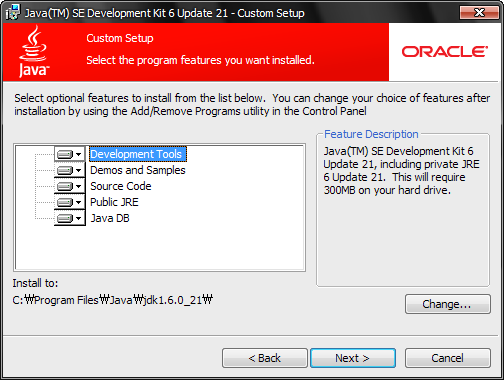 Java(TM) SE Development Kit 6 Update 21 - Custom Setup
Java
Custom Setup
Select the program features you want installed.
ORACLE
Select optional features to install from the list below. You can change your choice of features after
installation by using the Add/Remove Programs utility in the Control Panel
Development Tools
Demos and Samples
Source Code
Public JRE
Java DB
Feature Description
Java(TM) SE Development Kit 6
Update 21, including private JRE
6 Update 21. This will require
300MB on your hard drive.
Install to:
C:₩Program Files₩Java₩jdk1.6.0_21₩
Change...
< Back
Next >
Cancel